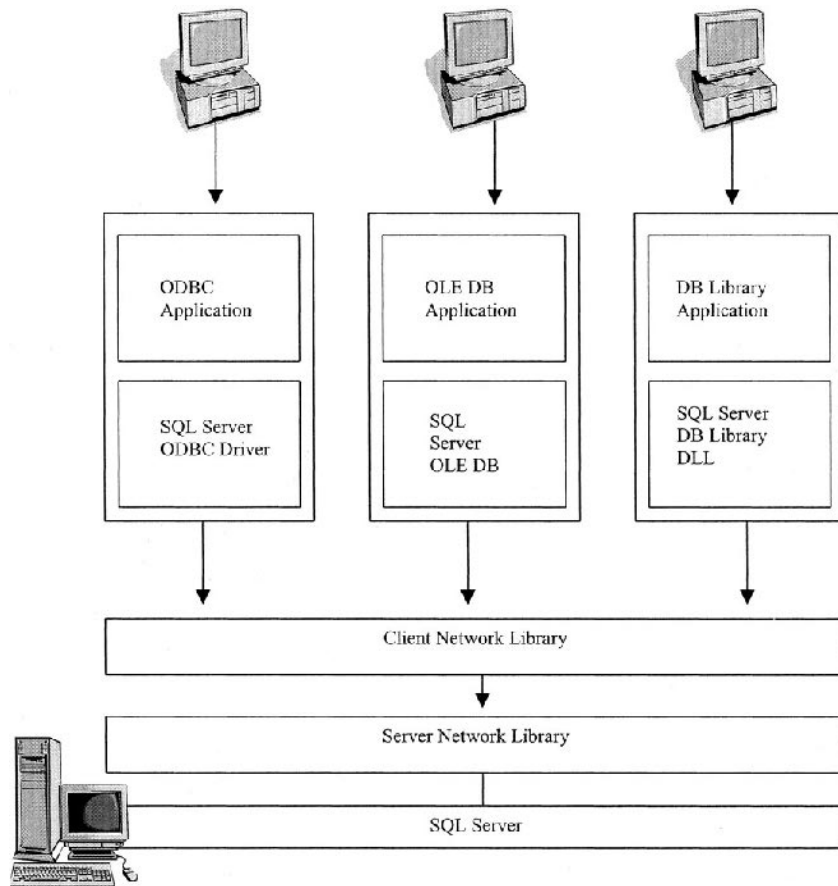 ODBC
Application
OLE DB
Application
DB Library
Application
SQL Server
ODBC Driver
SQL
Server
OLE DB
SQL Server
DB Library
DLL
Client Network Library
Server Network Library
SQL Server